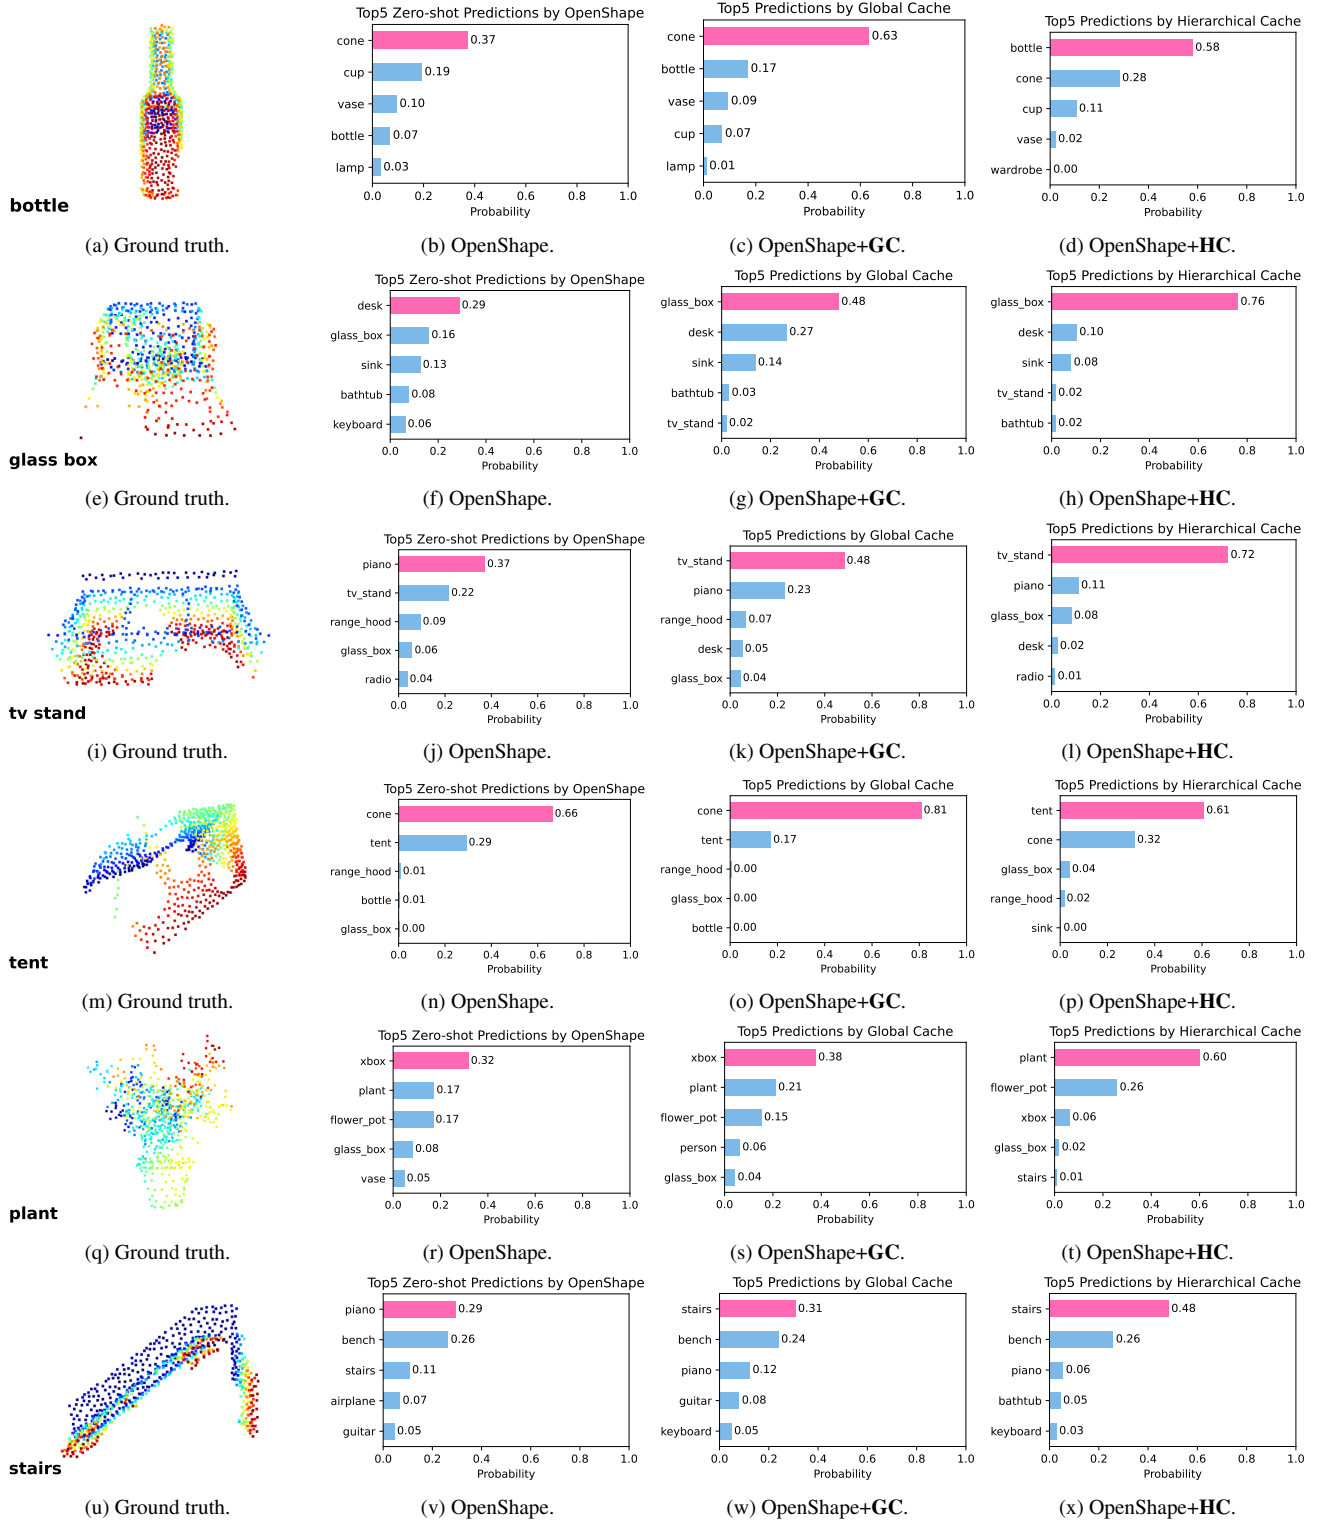 Top5 Zero-shot Predictions by OpenShape
cone 0.37
cup 0.19
vase 0.10
bottle 0.07
lamp 0.03
0.0 0.2 0.4 0.6 0.8 1.0
Probability
Top5 Predictions by Global Cache
cone 0.63
bottle 0.17
vase 0.09
cup 0.07
lamp 0.01
0.0 0.2 0.4 0.6 0.8 1.0
Probability
Top5 Predictions by Hierarchical Cache
bottle 0.58
cone 0.28
cup 0.11
vase 0.02
wardrobe 0.00
0.0 0.2 0.4 0.6 0.8 1.0
Probability
bottle
(a) Ground truth.
(b) OpenShape.
(c) OpenShape+GC.
(d) OpenShape+HC.
Top5 Zero-shot Predictions by OpenShape
desk 0.29
glass_box 0.16
sink 0.13
bathtub 0.08
keyboard 0.06
0.0 0.2 0.4 0.6 0.8 1.0
Probability
Top5 Predictions by Global Cache
glass_box 0.48
desk 0.27
sink 0.14
bathtub 0.03
tv_stand 0.02
0.0 0.2 0.4 0.6 0.8 1.0
Probability
Top5 Predictions by Hierarchical Cache
glass_box 0.76
desk 0.10
sink 0.08
tv_stand 0.02
bathtub 0.02
0.0 0.2 0.4 0.6 0.8 1.0
Probability
glass box
(e) Ground truth.
(f) OpenShape.
(g) OpenShape+GC.
(h) OpenShape+HC.
Top5 Zero-shot Predictions by OpenShape
piano 0.37
tv_stand 0.22
range_hood 0.09
glass_box 0.06
radio 0.04
0.0 0.2 0.4 0.6 0.8 1.0
Probability
Top5 Predictions by Global Cache
tv_stand 0.48
piano 0.23
range_hood 0.07
desk 0.05
glass_box 0.04
0.0 0.2 0.4 0.6 0.8 1.0
Probability
Top5 Predictions by Hierarchical Cache
tv_stand 0.72
piano 0.11
glass_box 0.08
desk 0.02
radio 0.01
0.0 0.2 0.4 0.6 0.8 1.0
Probability
tv stand
(i) Ground truth.
(j) OpenShape.
(k) OpenShape+GC.
(l) OpenShape+HC.
Top5 Zero-shot Predictions by OpenShape
cone 0.66
tent 0.29
range_hood 0.01
bottle 0.01
glass_box 0.00
0.0 0.2 0.4 0.6 0.8 1.0
Probability
Top5 Predictions by Global Cache
cone 0.81
tent 0.17
range_hood 0.00
glass_box 0.00
bottle 0.00
0.0 0.2 0.4 0.6 0.8 1.0
Probability
Top5 Predictions by Hierarchical Cache
tent 0.61
cone 0.32
glass_box 0.04
range_hood 0.02
sink 0.00
0.0 0.2 0.4 0.6 0.8 1.0
Probability
tent
(m) Ground truth.
(n) OpenShape.
(o) OpenShape+GC.
(p) OpenShape+HC.
Top5 Zero-shot Predictions by OpenShape
xbox 0.32
plant 0.17
flower_pot 0.17
glass_box 0.08
vase 0.05
0.0 0.2 0.4 0.6 0.8 1.0
Probability
Top5 Predictions by Global Cache
xbox 0.38
plant 0.21
flower_pot 0.15
person 0.06
glass_box 0.04
0.0 0.2 0.4 0.6 0.8 1.0
Probability
Top5 Predictions by Hierarchical Cache
plant 0.60
flower_pot 0.26
xbox 0.06
glass_box 0.02
stairs 0.01
0.0 0.2 0.4 0.6 0.8 1.0
Probability
plant
(q) Ground truth.
(r) OpenShape.
(s) OpenShape+GC.
(t) OpenShape+HC.
Top5 Zero-shot Predictions by OpenShape
piano 0.29
bench 0.26
stairs 0.11
airplane 0.07
guitar 0.05
0.0 0.2 0.4 0.6 0.8 1.0
Probability
Top5 Predictions by Global Cache
stairs 0.31
bench 0.24
piano 0.12
guitar 0.08
keyboard 0.05
0.0 0.2 0.4 0.6 0.8 1.0
Probability
Top5 Predictions by Hierarchical Cache
stairs 0.48
bench 0.26
piano 0.06
bathtub 0.05
keyboard 0.03
0.0 0.2 0.4 0.6 0.8 1.0
Probability
stairs
(u) Ground truth.
(v) OpenShape.
(w) OpenShape+GC.
(x) OpenShape+HC.